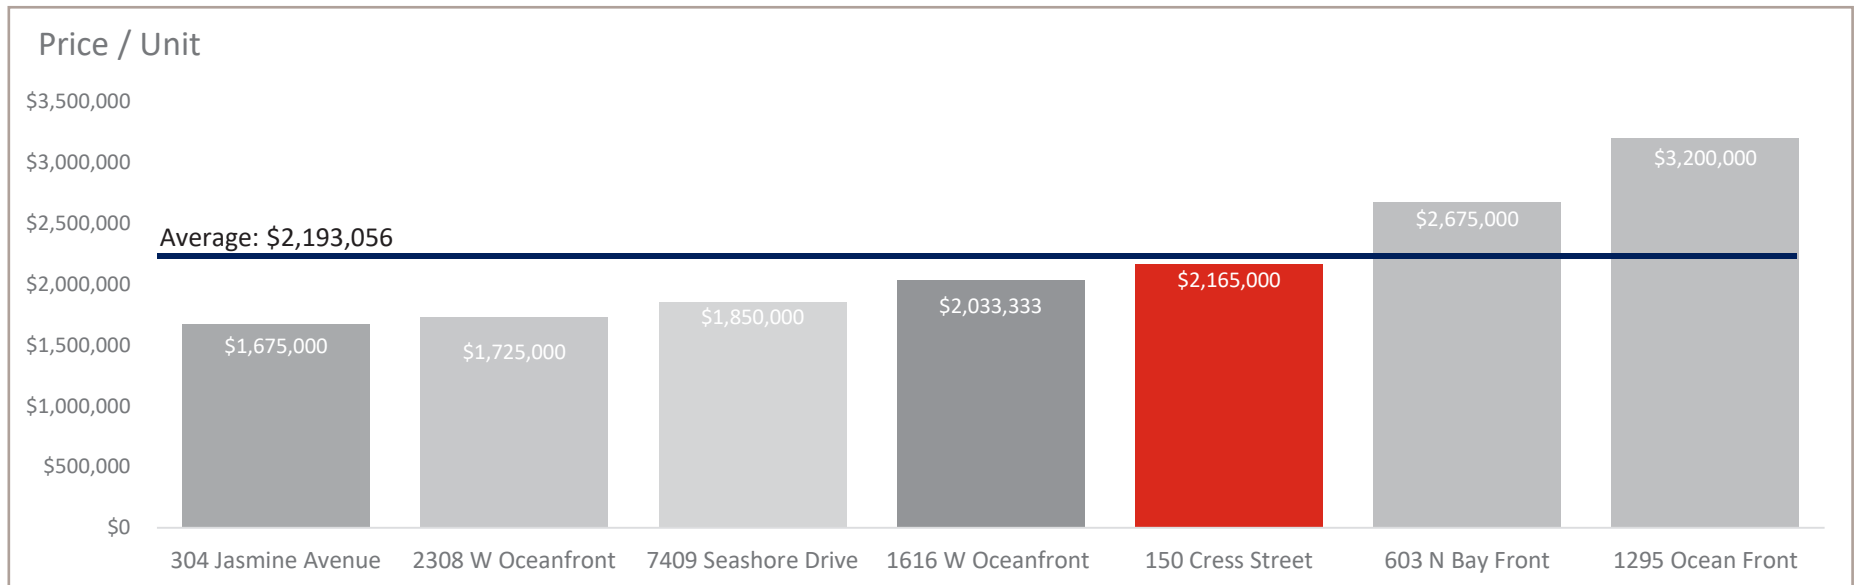 Price / Unit
$3,500,000
$3,000,000
$2,500,000
$2,000,000
$1,500,000
$1,000,000
$500,000
$0
Average: $2,193,056
$1,675,000
$1,725,000
$1,850,000
$2,033,333
$2,165,000
$2,675,000
$3,200,000
304 Jasmine Avenue
2308 W Oceanfront
7409 Seashore Drive
1616 W Oceanfront
150 Cress Street
603 N Bay Front
1295 Ocean Front